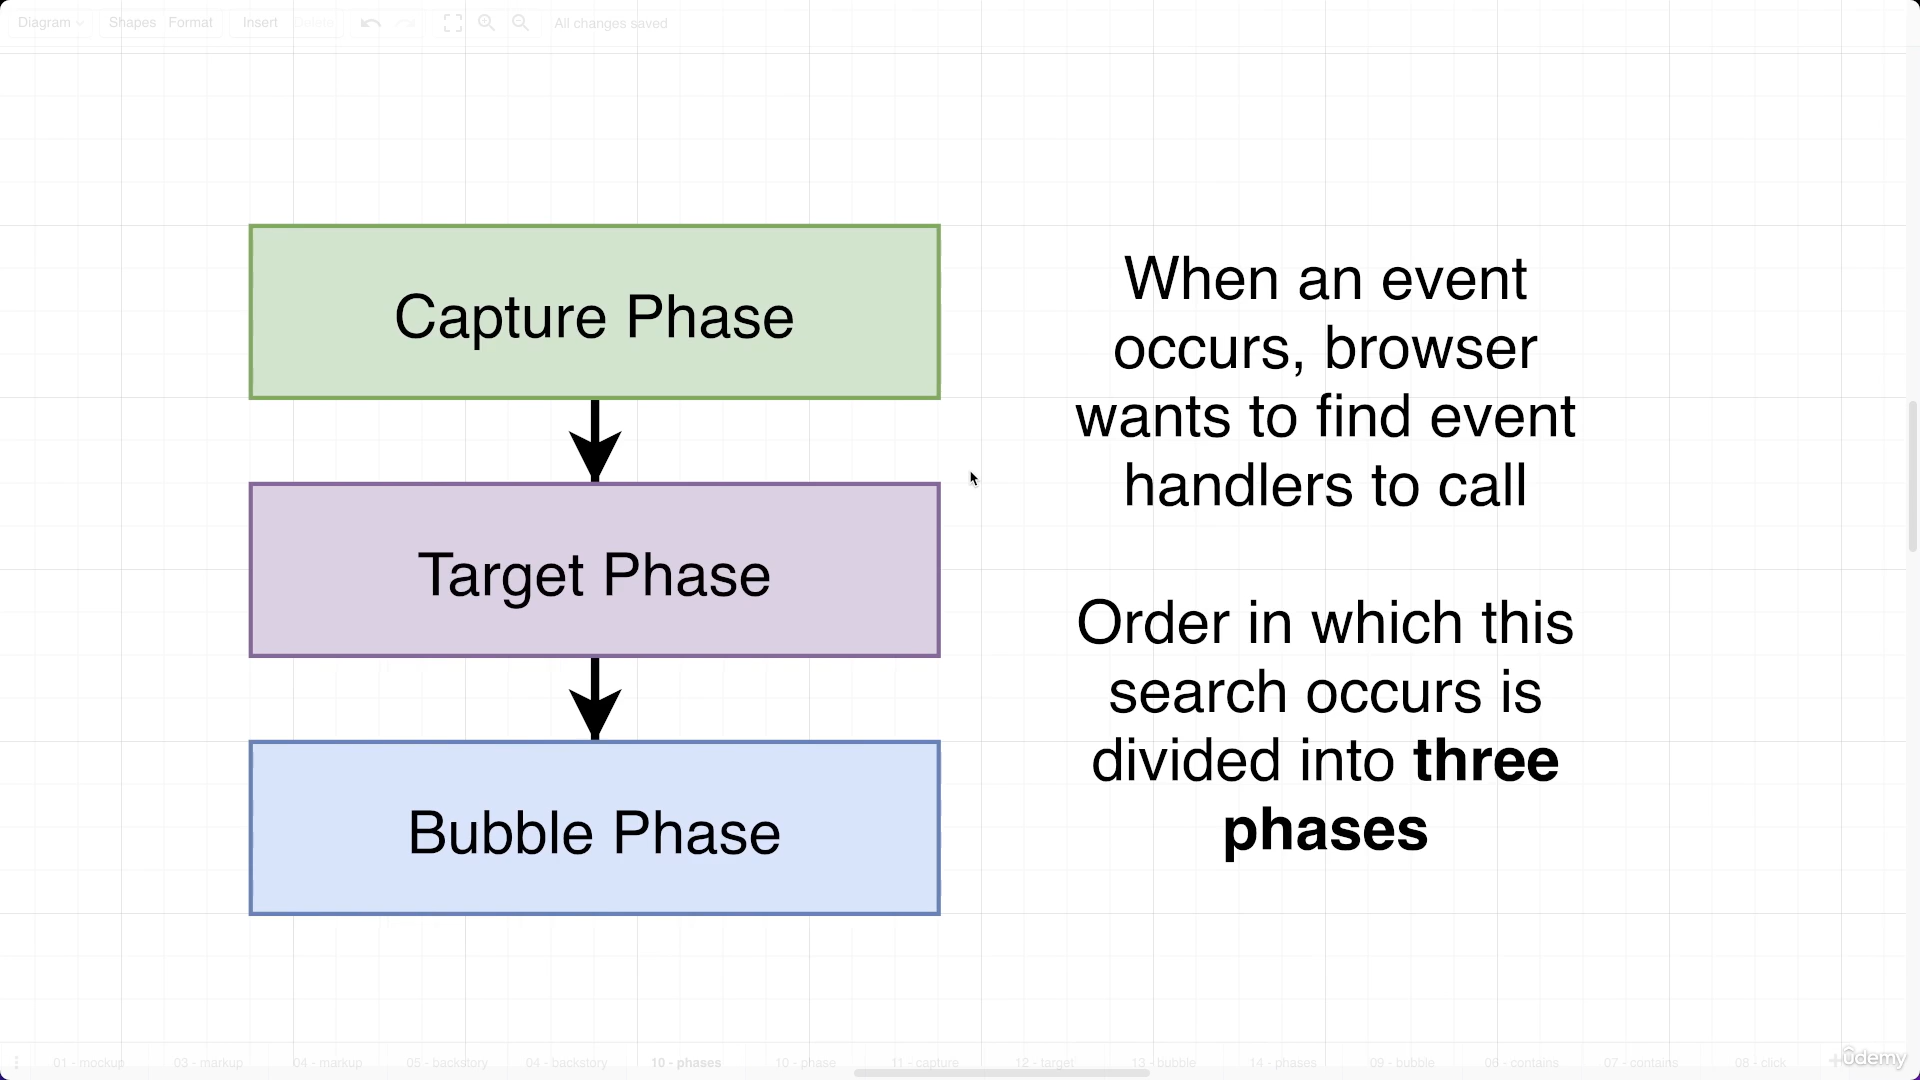 Diagram Shapes Format Insert Delete All changes saved
Capture Phase
Target Phase
Bubble Phase
When an event
occurs, browser
wants to find event
handlers to call
Order in which this
search occurs is
divided into three
phases
01 - mockup 03 - markup 04 - markup 05 - backstory 04 - backstory 10 - phases 10 - phase 11 - capture 12 - target 13 - bubble 14 - phases 09 - bubble 06 - contains 07 - contains 08 - click
ûdemy